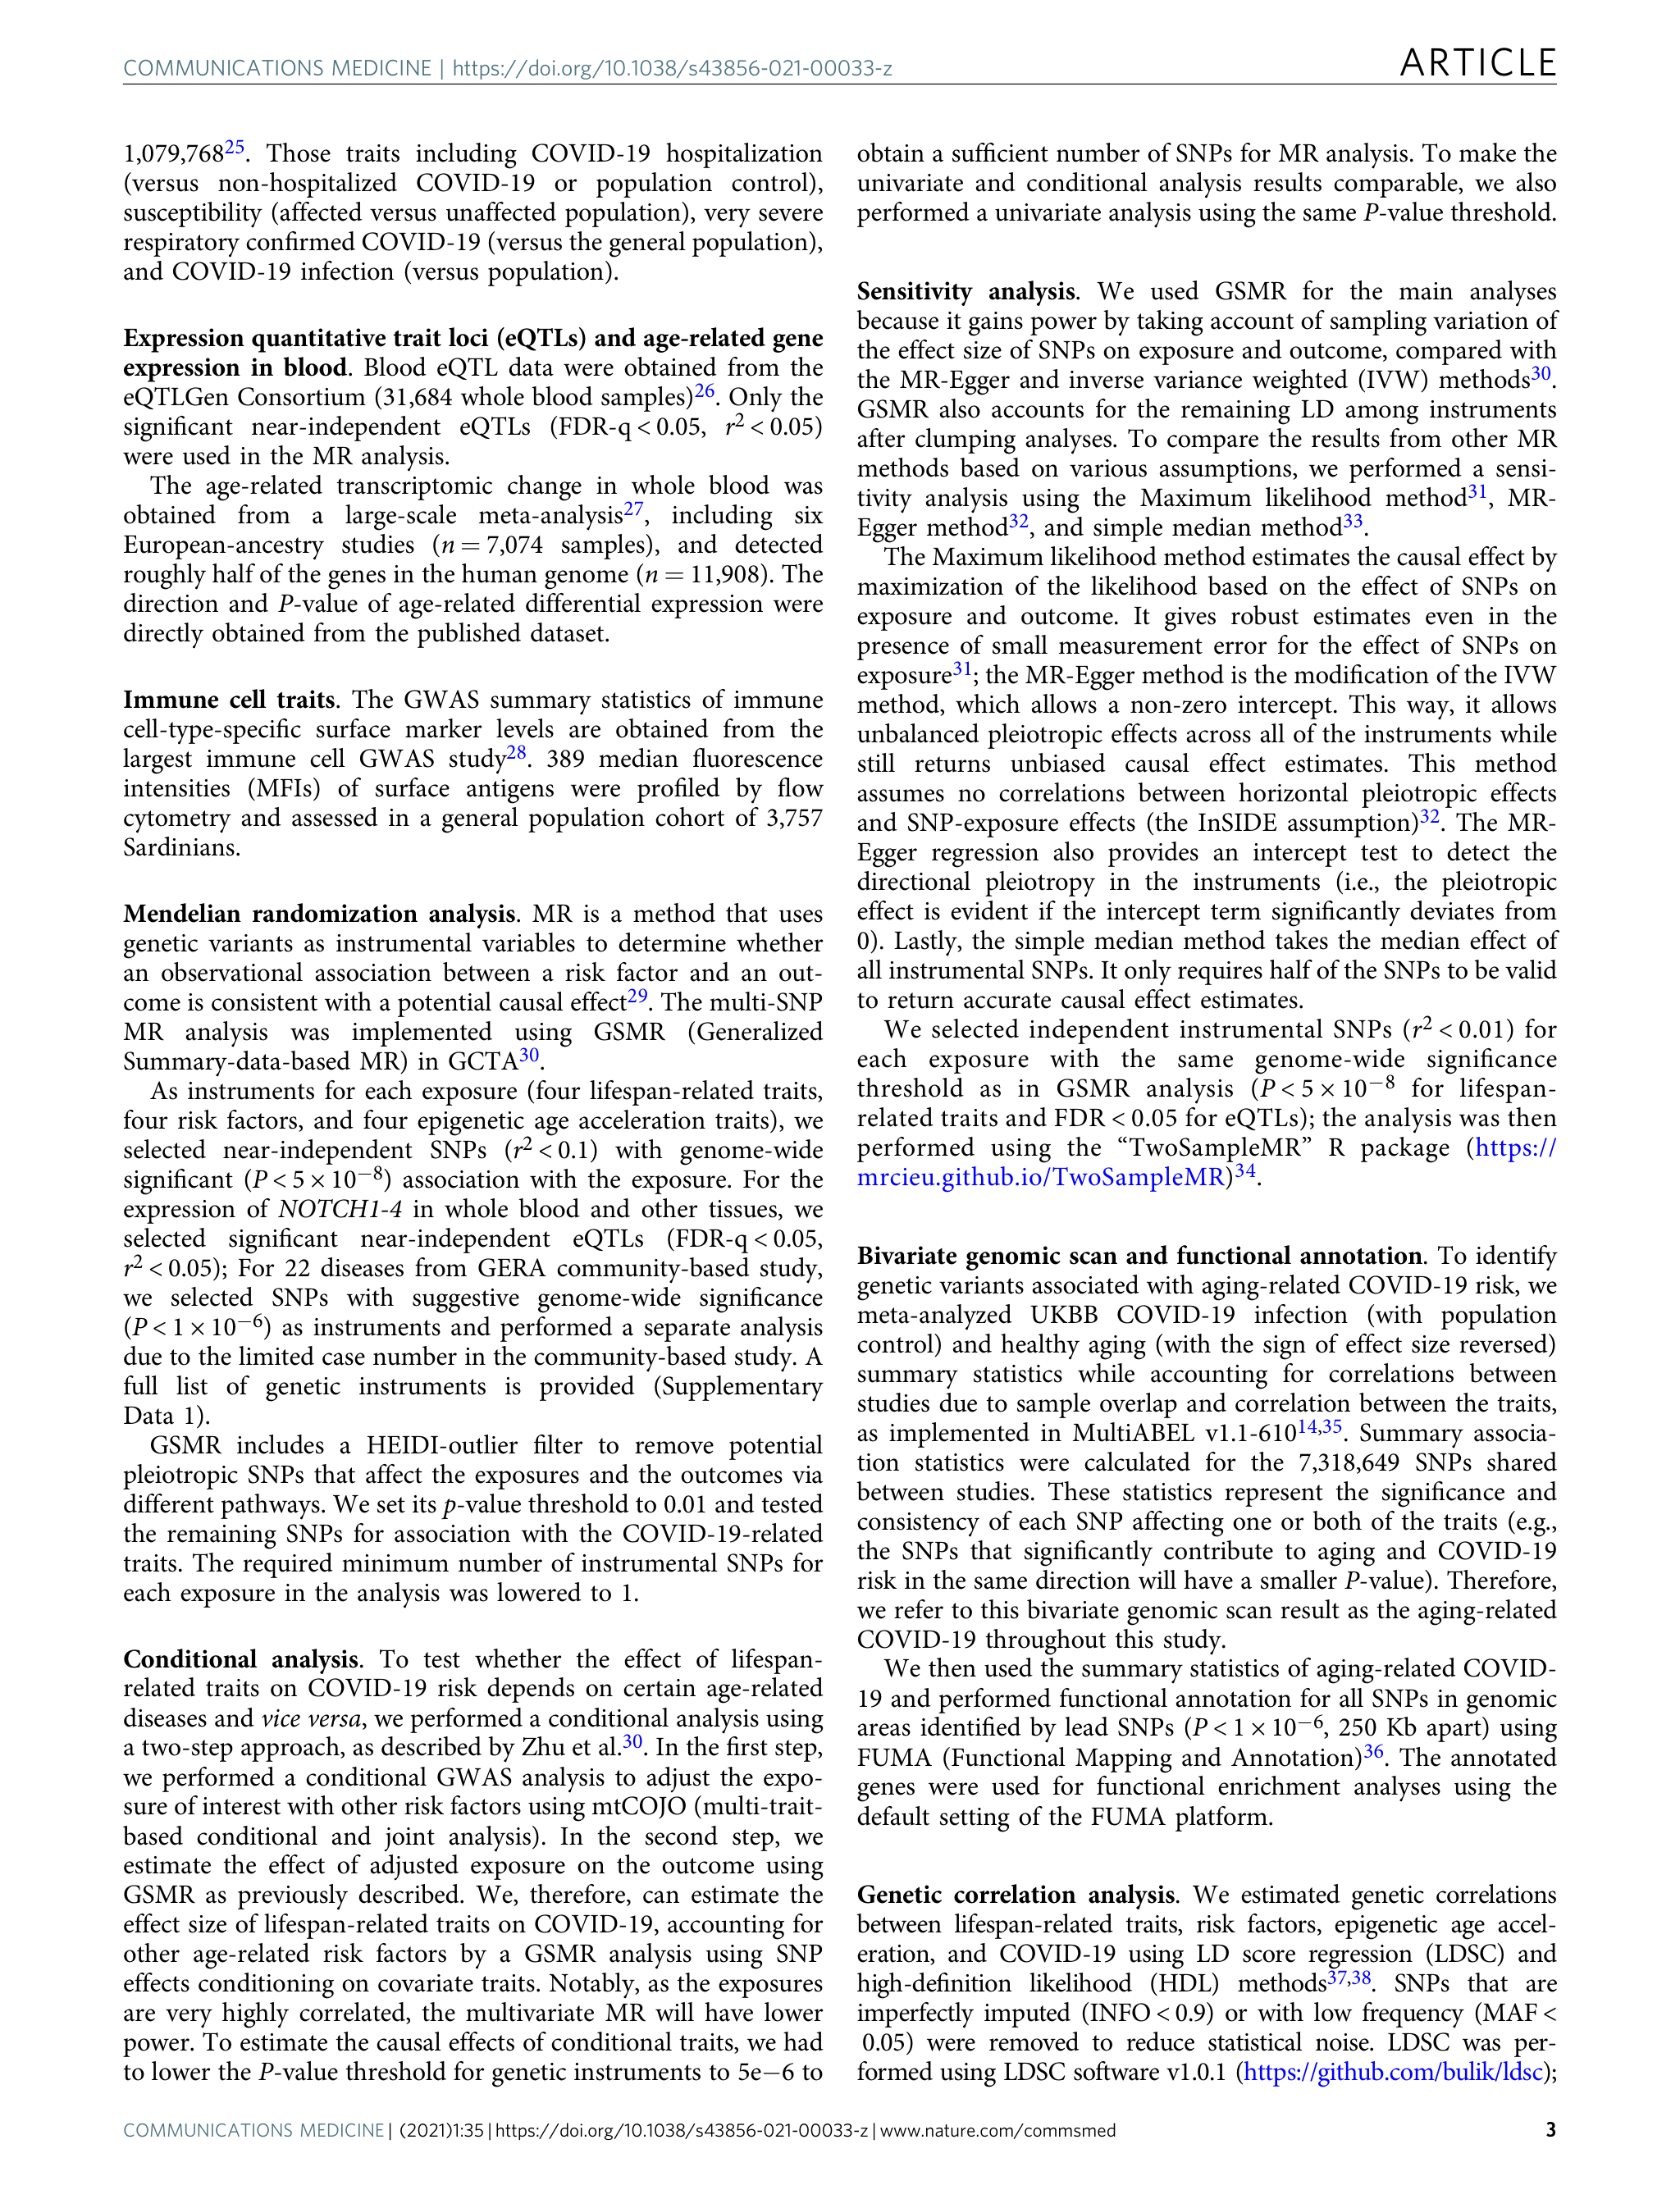 COMMUNICATIONS MEDICINE | https://doi.org/10.1038/s43856-021-00033-z
ARTICLE
1,079,76825. Those traits including COVID-19 hospitalization
(versus non-hospitalized COVID-19 or population control),
susceptibility (affected versus unaffected population), very severe
respiratory confirmed COVID-19 (versus the general population),
and COVID-19 infection (versus population).
Expression quantitative trait loci (eQTLs) and age-related gene
expression in blood. Blood eQTL data were obtained from the
eQTLGen Consortium (31,684 whole blood samples)26. Only the
significant near-independent eQTLs (FDR-q < 0.05, r2 < 0.05)
were used in the MR analysis.
The age-related transcriptomic change in whole blood was
obtained from a large-scale meta-analysis27, including six
European-ancestry studies (n = 7,074 samples), and detected
roughly half of the genes in the human genome (n = 11,908). The
direction and P-value of age-related differential expression were
directly obtained from the published dataset.
Immune cell traits. The GWAS summary statistics of immune
cell-type-specific surface marker levels are obtained from the
largest immune cell GWAS study28. 389 median fluorescence
intensities (MFIs) of surface antigens were profiled by flow
cytometry and assessed in a general population cohort of 3,757
Sardinians.
Mendelian randomization analysis. MR is a method that uses
genetic variants as instrumental variables to determine whether
an observational association between a risk factor and an out-
come is consistent with a potential causal effect29. The multi-SNP
MR analysis was implemented using GSMR (Generalized
Summary-data-based MR) in GCTA30.
As instruments for each exposure (four lifespan-related traits,
four risk factors, and four epigenetic age acceleration traits), we
selected near-independent SNPs (r2 < 0.1) with genome-wide
significant (P < 5 × 10−8) association with the exposure. For the
expression of NOTCH1-4 in whole blood and other tissues, we
selected significant near-independent eQTLs (FDR-q < 0.05,
r2 < 0.05); For 22 diseases from GERA community-based study,
we selected SNPs with suggestive genome-wide significance
(P < 1 × 10−6) as instruments and performed a separate analysis
due to the limited case number in the community-based study. A
full list of genetic instruments is provided (Supplementary
Data 1).
GSMR includes a HEIDI-outlier filter to remove potential
pleiotropic SNPs that affect the exposures and the outcomes via
different pathways. We set its p-value threshold to 0.01 and tested
the remaining SNPs for association with the COVID-19-related
traits. The required minimum number of instrumental SNPs for
each exposure in the analysis was lowered to 1.
Conditional analysis. To test whether the effect of lifespan-
related traits on COVID-19 risk depends on certain age-related
diseases and vice versa, we performed a conditional analysis using
a two-step approach, as described by Zhu et al.30. In the first step,
we performed a conditional GWAS analysis to adjust the expo-
sure of interest with other risk factors using mtCOJO (multi-trait-
based conditional and joint analysis). In the second step, we
estimate the effect of adjusted exposure on the outcome using
GSMR as previously described. We, therefore, can estimate the
effect size of lifespan-related traits on COVID-19, accounting for
other age-related risk factors by a GSMR analysis using SNP
effects conditioning on covariate traits. Notably, as the exposures
are very highly correlated, the multivariate MR will have lower
power. To estimate the causal effects of conditional traits, we had
to lower the P-value threshold for genetic instruments to 5e−6 to
obtain a sufficient number of SNPs for MR analysis. To make the
univariate and conditional analysis results comparable, we also
performed a univariate analysis using the same P-value threshold.
Sensitivity analysis. We used GSMR for the main analyses
because it gains power by taking account of sampling variation of
the effect size of SNPs on exposure and outcome, compared with
the MR-Egger and inverse variance weighted (IVW) methods30.
GSMR also accounts for the remaining LD among instruments
after clumping analyses. To compare the results from other MR
methods based on various assumptions, we performed a sensi-
tivity analysis using the Maximum likelihood method31, MR-
Egger method32, and simple median method33.
The Maximum likelihood method estimates the causal effect by
maximization of the likelihood based on the effect of SNPs on
exposure and outcome. It gives robust estimates even in the
presence of small measurement error for the effect of SNPs on
exposure31; the MR-Egger method is the modification of the IVW
method, which allows a non-zero intercept. This way, it allows
unbalanced pleiotropic effects across all of the instruments while
still returns unbiased causal effect estimates. This method
assumes no correlations between horizontal pleiotropic effects
and SNP-exposure effects (the InSIDE assumption)32. The MR-
Egger regression also provides an intercept test to detect the
directional pleiotropy in the instruments (i.e., the pleiotropic
effect is evident if the intercept term significantly deviates from
0). Lastly, the simple median method takes the median effect of
all instrumental SNPs. It only requires half of the SNPs to be valid
to return accurate causal effect estimates.
We selected independent instrumental SNPs (r2 < 0.01) for
each exposure with the same genome-wide significance
threshold as in GSMR analysis (P < 5 × 10−8 for lifespan-
related traits and FDR < 0.05 for eQTLs); the analysis was then
performed using the “TwoSampleMR” R package (https://
mrcieu.github.io/TwoSampleMR)34.
Bivariate genomic scan and functional annotation. To identify
genetic variants associated with aging-related COVID-19 risk, we
meta-analyzed UKBB COVID-19 infection (with population
control) and healthy aging (with the sign of effect size reversed)
summary statistics while accounting for correlations between
studies due to sample overlap and correlation between the traits,
as implemented in MultiABEL v1.1-61014,35. Summary associa-
tion statistics were calculated for the 7,318,649 SNPs shared
between studies. These statistics represent the significance and
consistency of each SNP affecting one or both of the traits (e.g.,
the SNPs that significantly contribute to aging and COVID-19
risk in the same direction will have a smaller P-value). Therefore,
we refer to this bivariate genomic scan result as the aging-related
COVID-19 throughout this study.
We then used the summary statistics of aging-related COVID-
19 and performed functional annotation for all SNPs in genomic
areas identified by lead SNPs (P < 1 × 10−6, 250 Kb apart) using
FUMA (Functional Mapping and Annotation)36. The annotated
genes were used for functional enrichment analyses using the
default setting of the FUMA platform.
Genetic correlation analysis. We estimated genetic correlations
between lifespan-related traits, risk factors, epigenetic age accel-
eration, and COVID-19 using LD score regression (LDSC) and
high-definition likelihood (HDL) methods37,38. SNPs that are
imperfectly imputed (INFO < 0.9) or with low frequency (MAF <
0.05) were removed to reduce statistical noise. LDSC was per-
formed using LDSC software v1.0.1 (https://github.com/bulik/ldsc);
COMMUNICATIONS MEDICINE | (2021)1:35 | https://doi.org/10.1038/s43856-021-00033-z | www.nature.com/commsmed
3